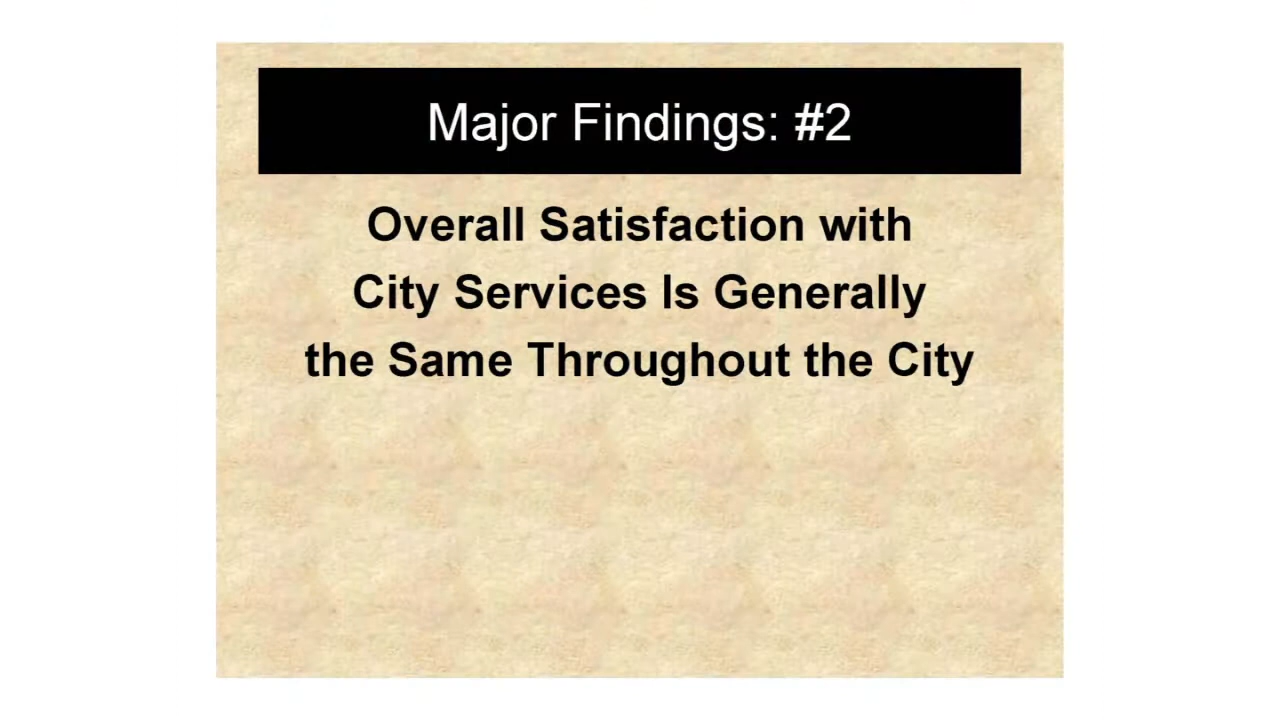 Major Findings: #2
Overall Satisfaction with
City Services Is Generally
the Same Throughout the City